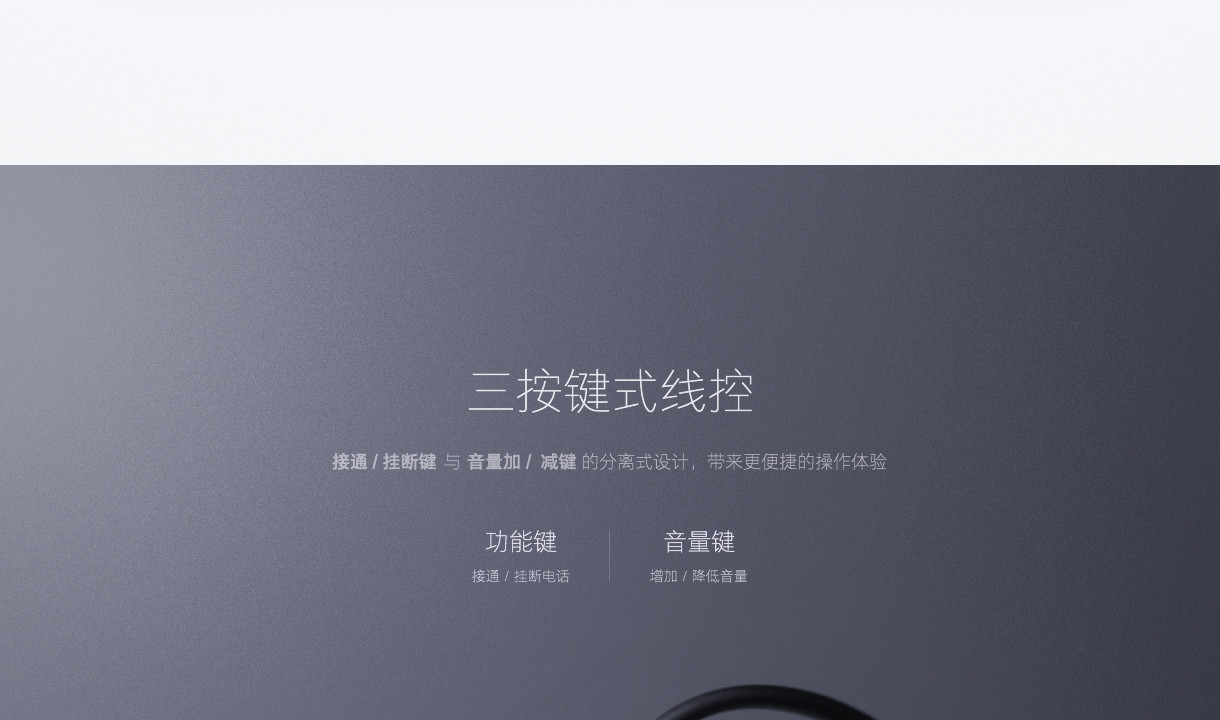 三按键式线控
接通 / 挂断键 与 音量加 / 减键 的分离式设计，带来更便捷的操作体验
功能键
接通 / 挂断电话
音量键
增加 / 降低音量